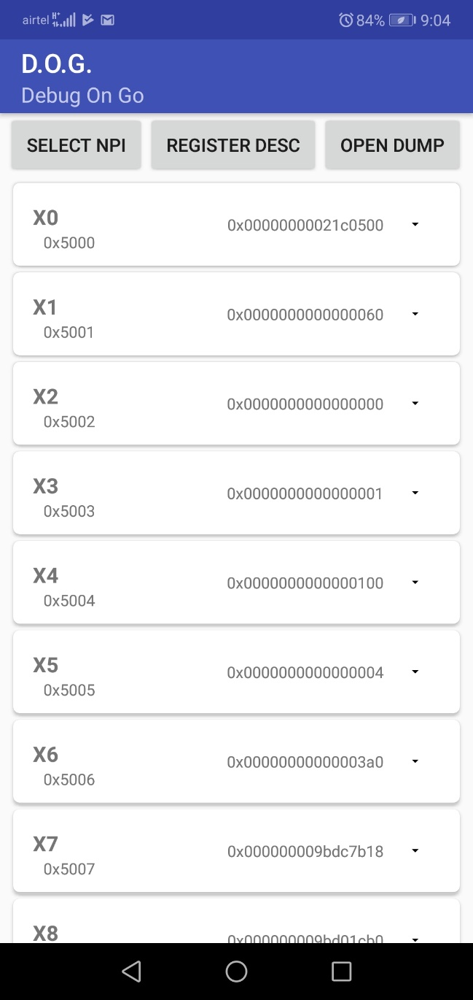 airtel H+ 84% 9:04
D.O.G.
Debug On Go
SELECT NPI REGISTER DESC OPEN DUMP
X0 0x00000000021c0500
0x5000
X1 0x0000000000000060
0x5001
X2 0x0000000000000000
0x5002
X3 0x0000000000000001
0x5003
X4 0x0000000000000100
0x5004
X5 0x0000000000000004
0x5005
X6 0x00000000000003a0
0x5006
X7 0x000000009bdc7b18
0x5007
X8 0x000000009bd01cb0